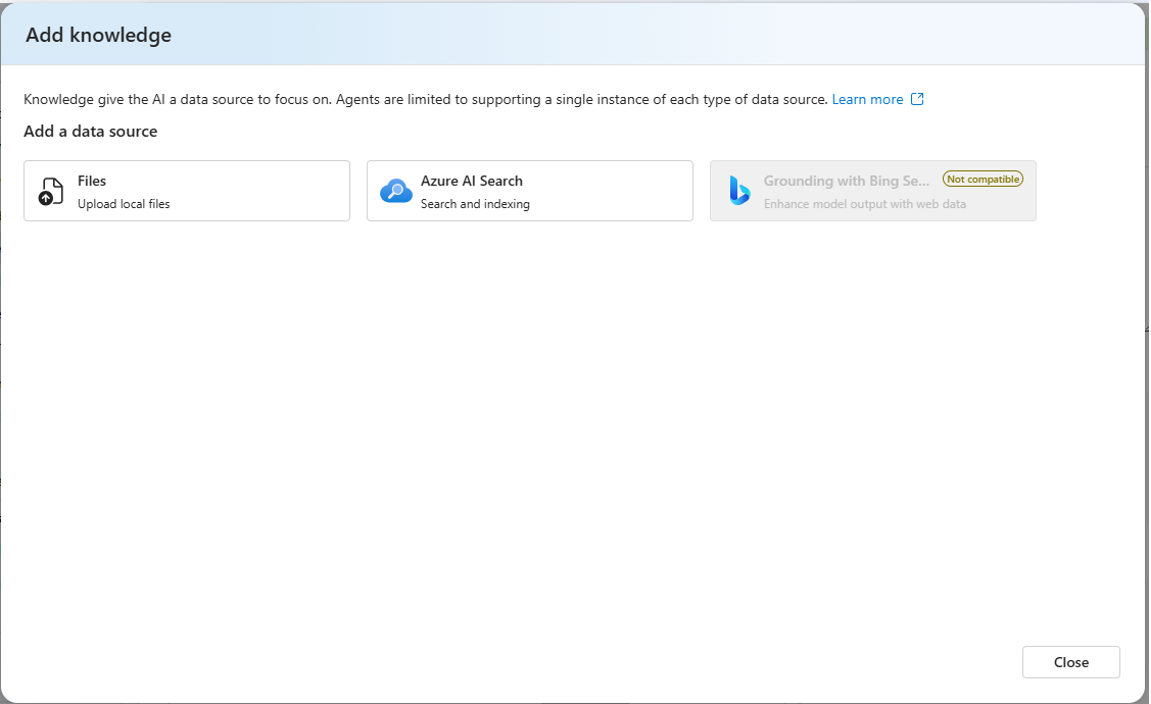 Add knowledge
Knowledge give the AI a data source to focus on. Agents are limited to supporting a single instance of each type of data source. Learn more
Add a data source
Files
Upload local files
Azure AI Search
Search and indexing
Grounding with Bing Se... Not compatible
Enhance model output with web data
Close